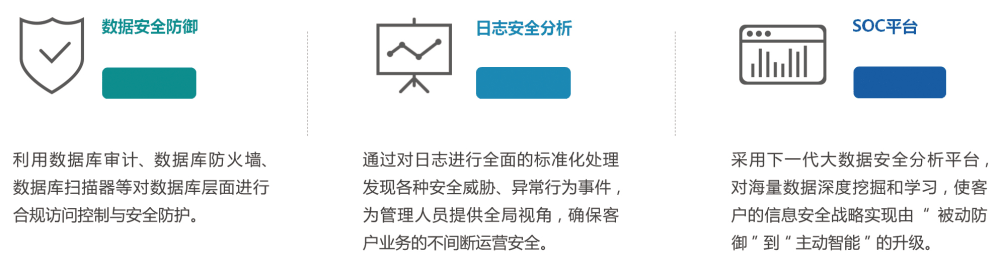 数据安全防御
利用数据库审计、数据库防火墙、
数据库扫描器等对数据库层面进行
合规访问控制与安全防护。
日志安全分析
通过对日志进行全面的标准化处理
发现各种安全威胁、异常行为事件，
为管理人员提供全局视角，确保客
户业务的不间断运营安全。
SOC平台
采用下一代大数据安全分析平台，
对海量数据深度挖掘和学习，使客
户的信息安全战略实现由 “ 被动防
御 ” 到 “ 主动智能 ” 的升级。